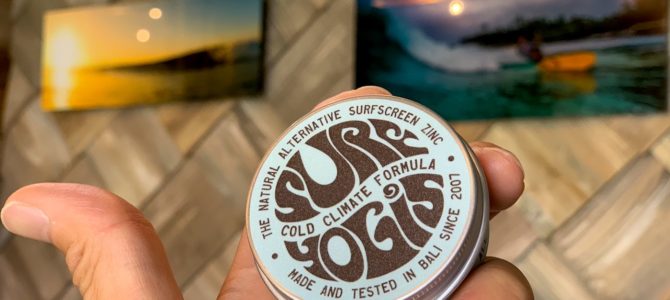 THE NATURAL ALTERNATIVE SURFSCREEN ZINC
SURF
COLD CLIMATE FORMULA
YOGIS
• MADE AND TESTED IN BALI SINCE 2007 •